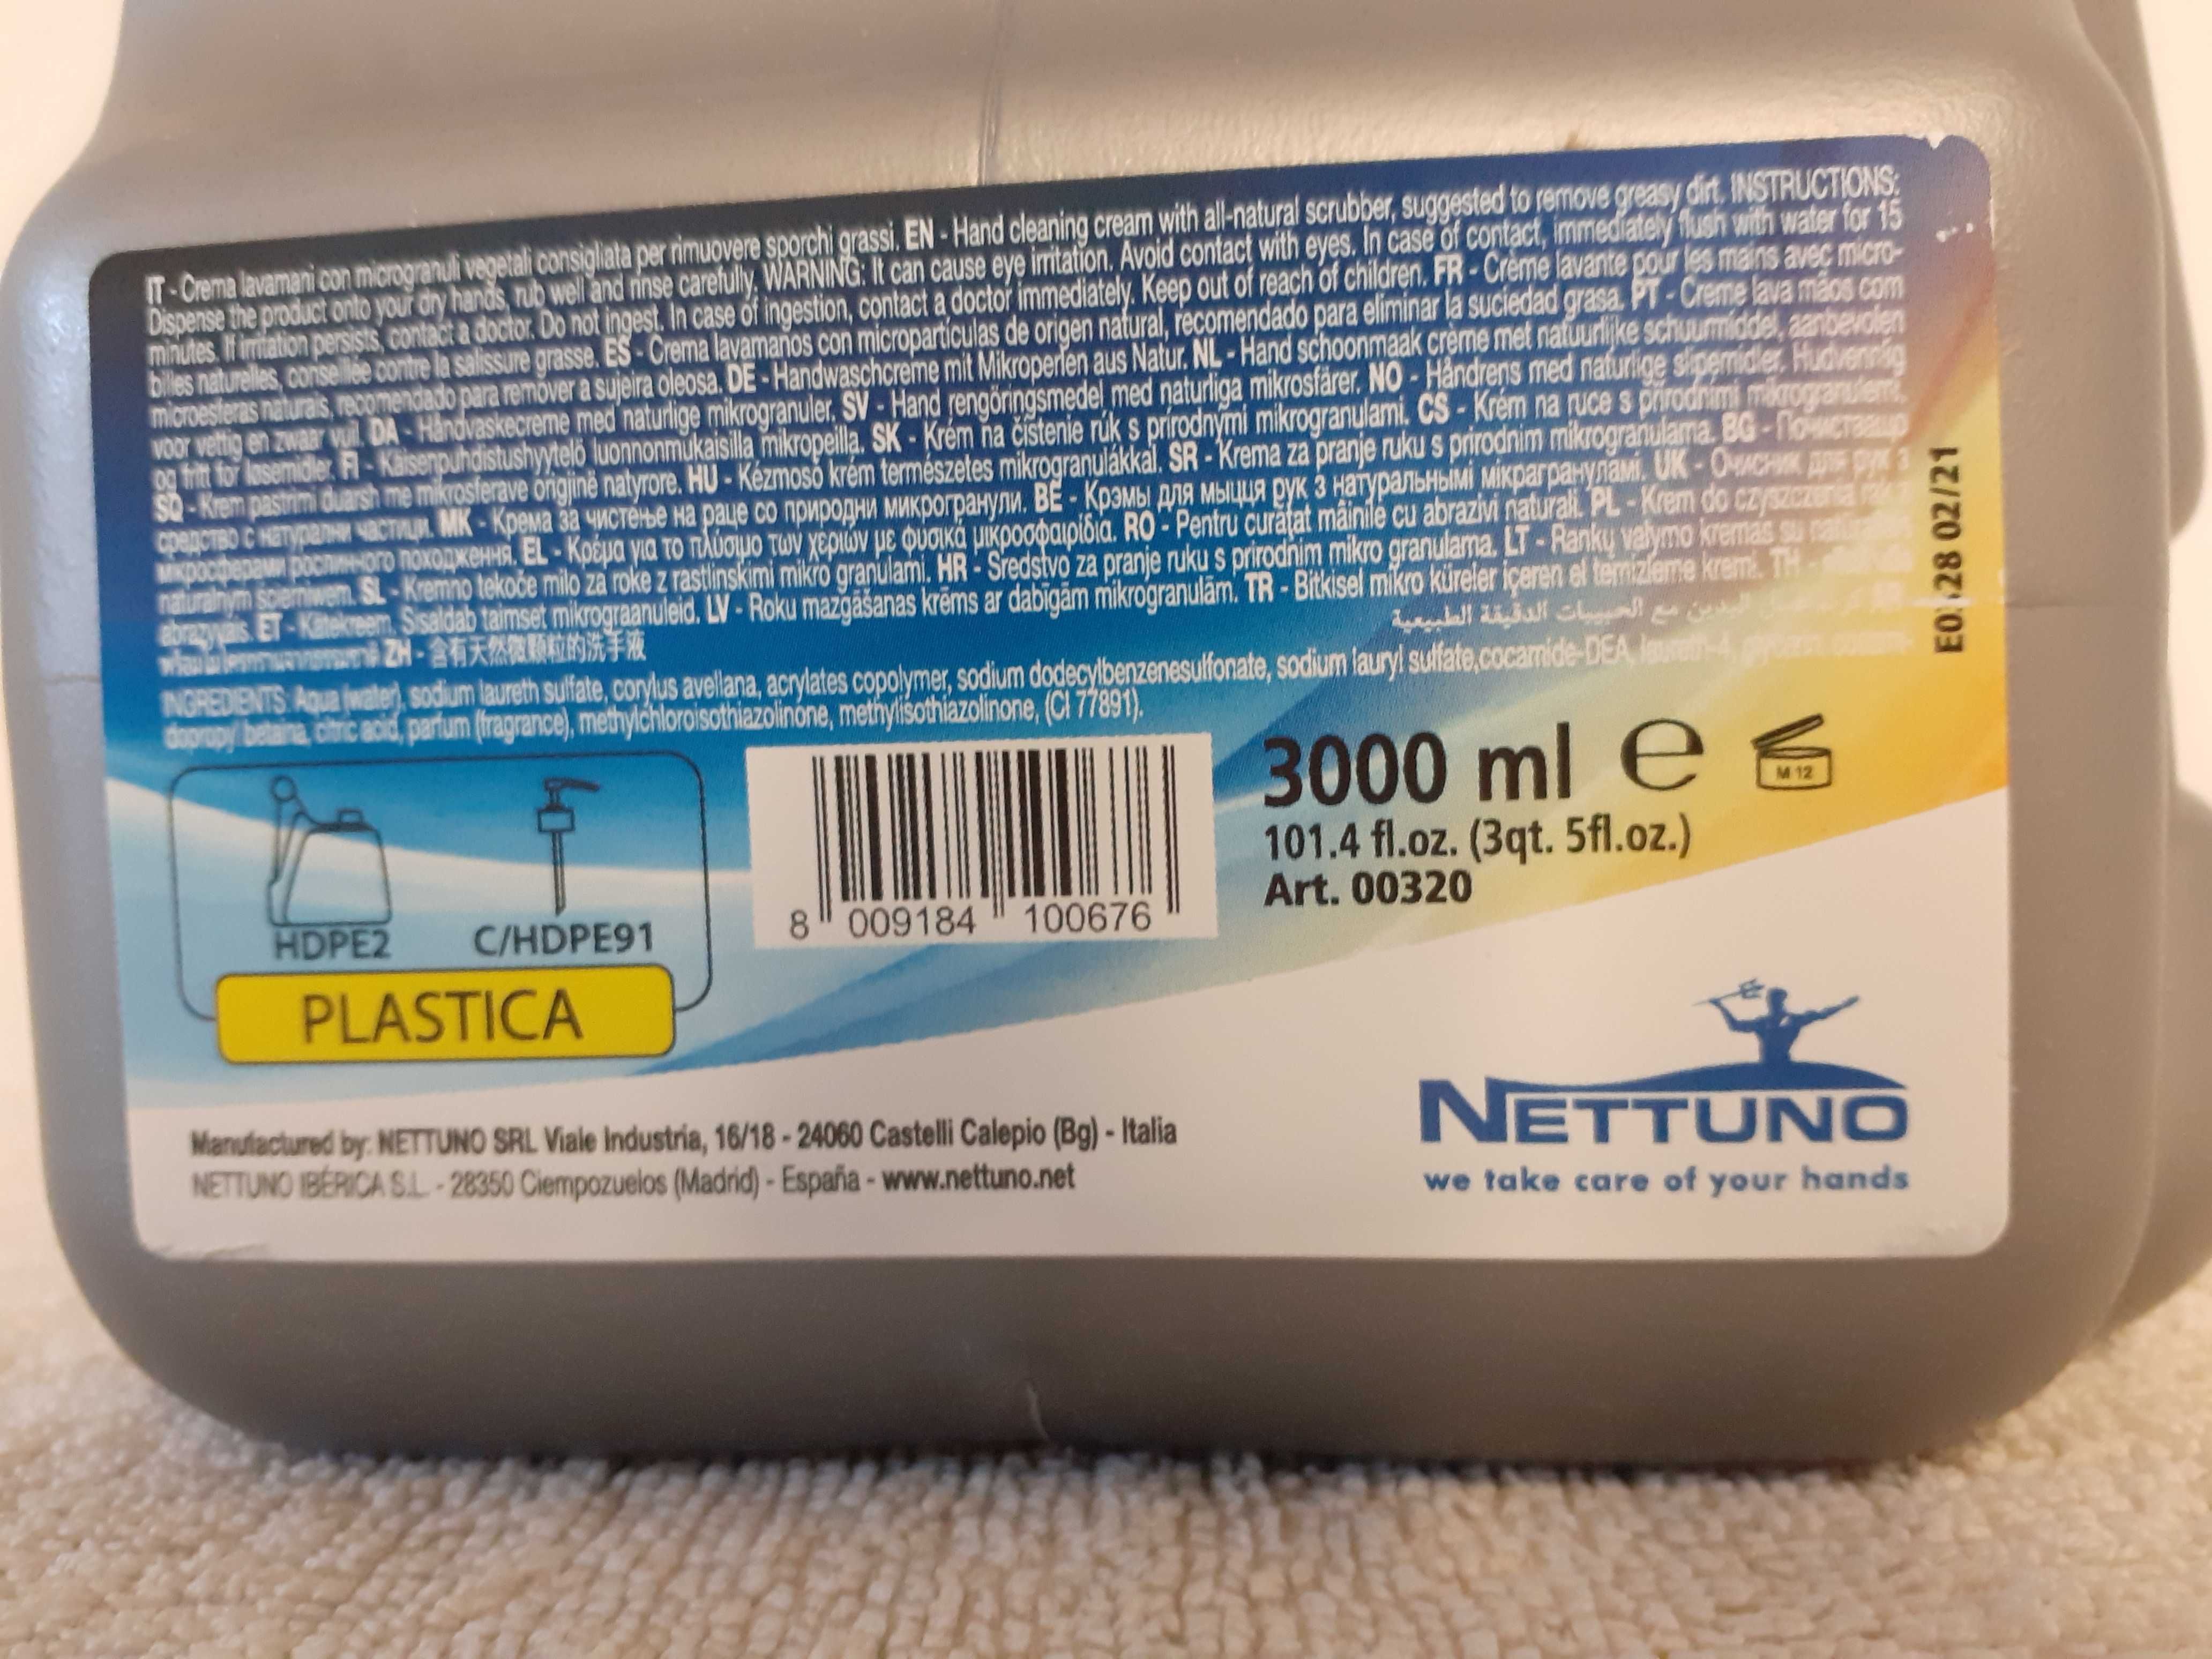 IT - Crema lavamani con microgranuli vegetali consigliata per rimuovere sporchi grassi. EN - Hand cleaning cream with all-natural scrubber, suggested to remove greasy dirt. INSTRUCTIONS:
Dispense the product onto your dry hands, rub well and rinse carefully. WARNING: It can cause eye irritation. Avoid contact with eyes. In case of contact, immediately flush with water for 15
minutes. If irritation persists, contact a doctor. Do not ingest. In case of ingestion, contact a doctor immediately. Keep out of reach of children. FR - Crème lavante pour les mains avec micro-
billes naturelles, conseillée contre la salissure grasse. ES - Crema lavamanos con micropartículas de origen natural, recomendado para eliminar la suciedad grasa. PT - Creme lava mãos com
microesferas naturais, recomendado para remover a sujeira oleosa. DE - Handwaschcreme mit Mikroperlen aus Natur. NL - Hand schoonmaak crème met natuurlijke schuurmiddel, aanbevolen
voor vettig en zwaar vuil. DA - Håndvaskecreme med naturlige mikrogranuler. SV - Hand rengöringsmedel med naturliga mikrosfärer. NO - Håndrens med naturlige slipemidler. Hudvennlig
og fritt for løsemidler. FI - Käsienpuhdistushyytelö luonnonmukaisilla mikropeilla. SK - Krém na čistenie rúk s prírodnými mikrogranulami. CS - Krém na ruce s přírodními mikrogranulemi.
SQ - Krem pastrimi duarsh me mikrosferave origjinë natyrore. HU - Kézmosó krém természetes mikrogranulákkal. SR - Krema za pranje ruku s prirodnim mikrogranulama. BG -
средство с натурални частици. MK - Крема за чистење на раце со природни микрогранули. BE - Крэмы для мыцця рук з натуральнымі мікраграпуламі. UK - Очисник для рук з
мікросферами рослинного походження. EL - Κρέμα για το πλύσιμο των χεριών με φυσικά μικροσφαιρίδια. RO - Pentru curățat mâinile cu abrazivi naturali. PL - Krem do czyszczenia rąk z
naturalnym ścierniwem. SL - Kremno tekoče milo za roke z rastlinskimi mikro granulami. HR - Sredstvo za pranje ruku s prirodnim mikro granulama. LT - Rankų valymo kremas su
abrazyvais. ET - Kätekreem. Sisaldab taimset mikrograanuleid. LV - Roku mazgāšanas krēms ar dabīgām mikrogranulām. TR - Bitkisel mikro küreler içeren el temizleme kremi. TH -
ZH - 含有天然微颗粒的洗手液 اليدين مع الحبيبات الدقيقة الطبيعية
INGREDIENTS: Aqua (water), sodium laureth sulfate, corylus avellana, acrylates copolymer, sodium dodecylbenzenesulfonate, sodium lauryl sulfate,cocamide-DEA, laureth-4,
dopropyl betaina, citric acid, parfum (fragrance), methylchloroisothiazolinone, methylisothiazolinone, (CI 77891).
28 02/21
3000 ml e M 12
101.4 fl.oz. (3qt. 5fl.oz.)
Art. 00320
HDPE2 C/HDPE91
PLASTICA
8 009184 100676
NETTUNO
we take care of your hands
Manufactured by: NETTUNO SRL Viale Industria, 16/18 - 24060 Castelli Calepio (Bg) - Italia
NETTUNO IBÉRICA S.L. - 28350 Ciempozuelos (Madrid) - España - www.nettuno.net